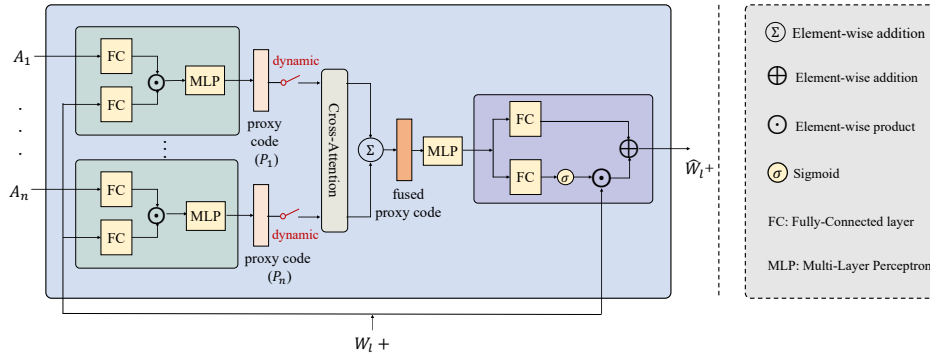 A₁
FC
FC
MLP
dynamic
proxy
code
(P₁)
Cross-Attention
Σ
fused
proxy code
MLP
FC
FC
σ
Ŵₗ+
Aₙ
FC
FC
MLP
dynamic
proxy code
(Pₙ)
Wₗ+
Σ Element-wise addition
Element-wise addition
Element-wise product
σ Sigmoid
FC: Fully-Connected layer
MLP: Multi-Layer Perceptron